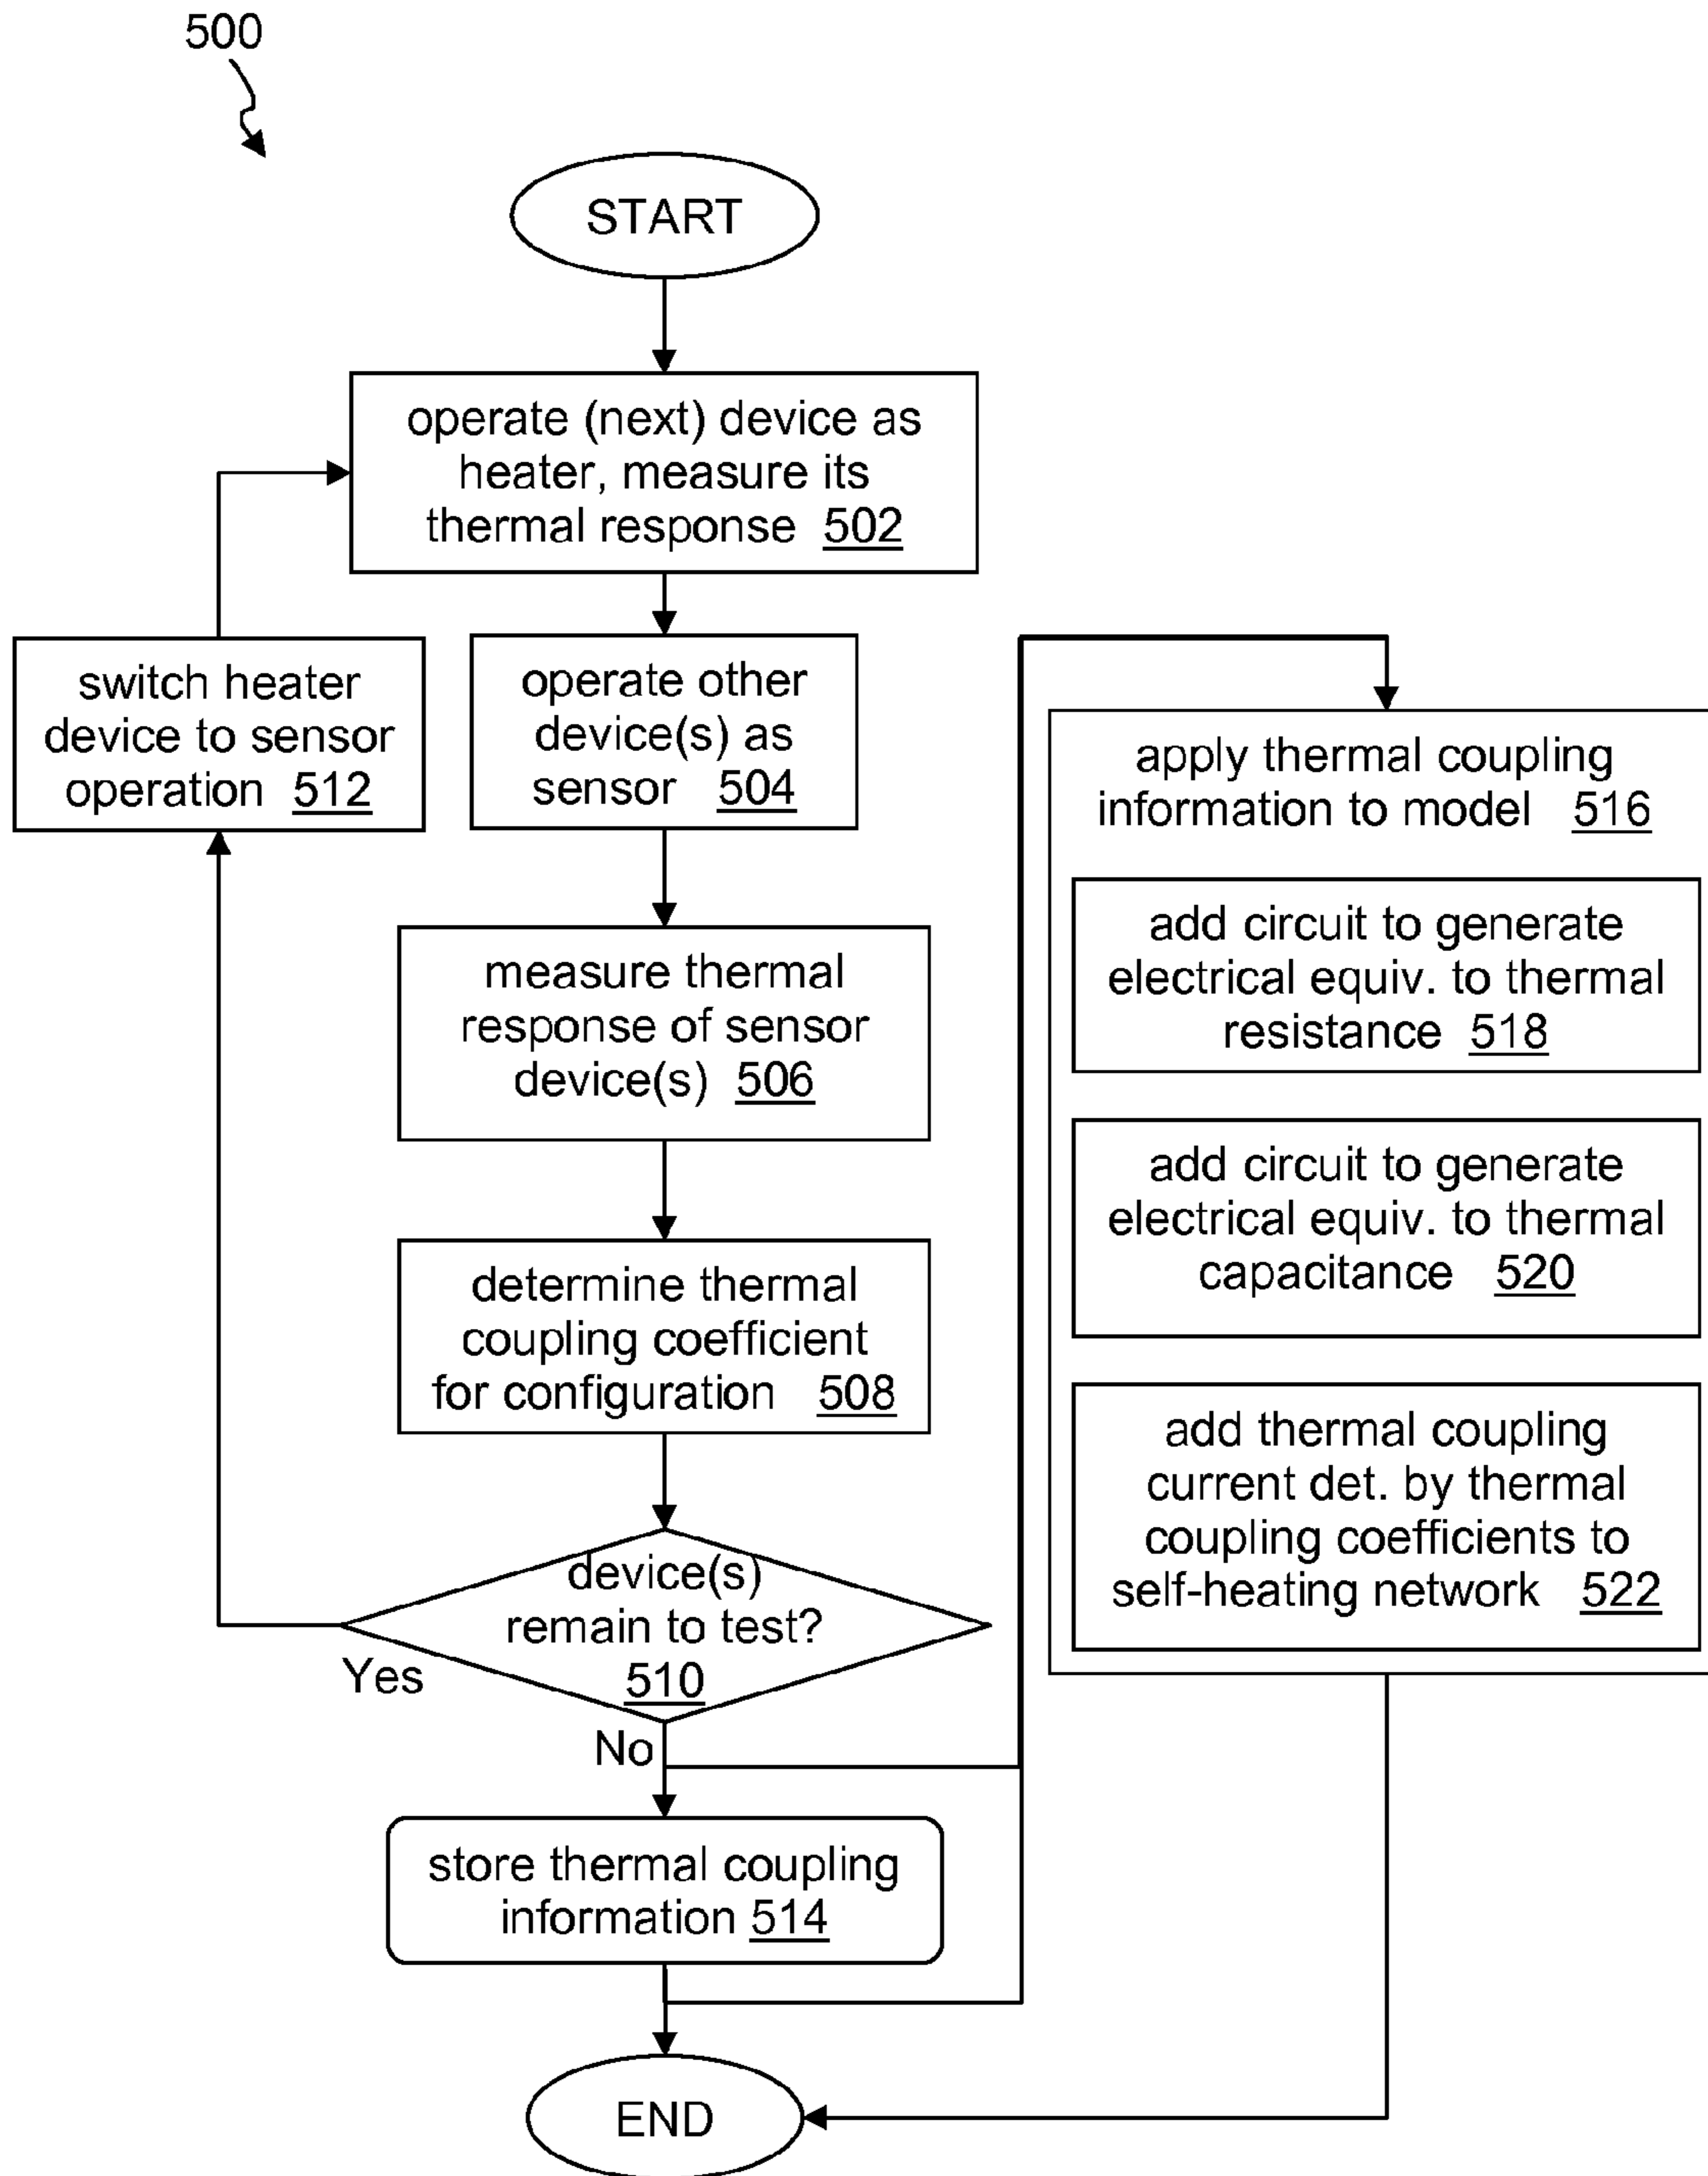 500
START
operate (next) device as
heater, measure its
thermal response 502
switch heater
device to sensor
operation 512
operate other
device(s) as
sensor 504
measure thermal
response of sensor
device(s) 506
determine thermal
coupling coefficient
for configuration 508
device(s)
remain to test?
510
Yes
No
store thermal coupling
information 514
END
apply thermal coupling
information to model 516
add circuit to generate
electrical equiv. to thermal
resistance 518
add circuit to generate
electrical equiv. to thermal
capacitance 520
add thermal coupling
current det. by thermal
coupling coefficients to
self-heating network 522